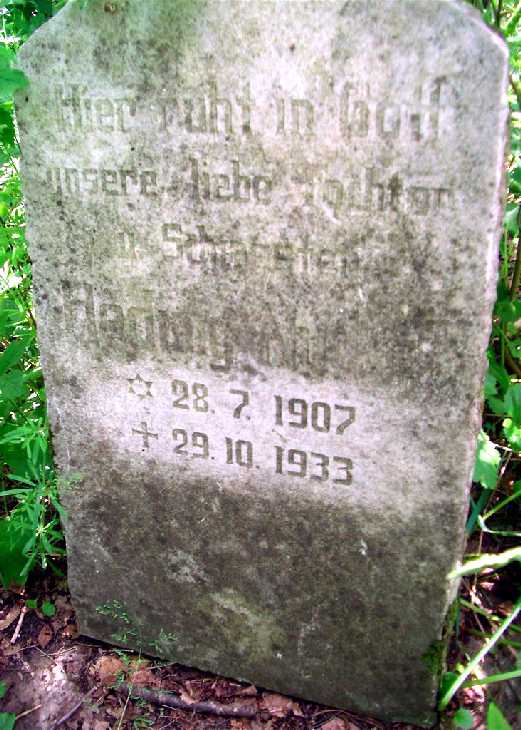 Hier ruht in Gott
unsere liebe Tochter
u. Schwester
Hedwig
✡ 28. 7. 1907
✝ 29. 10. 1933